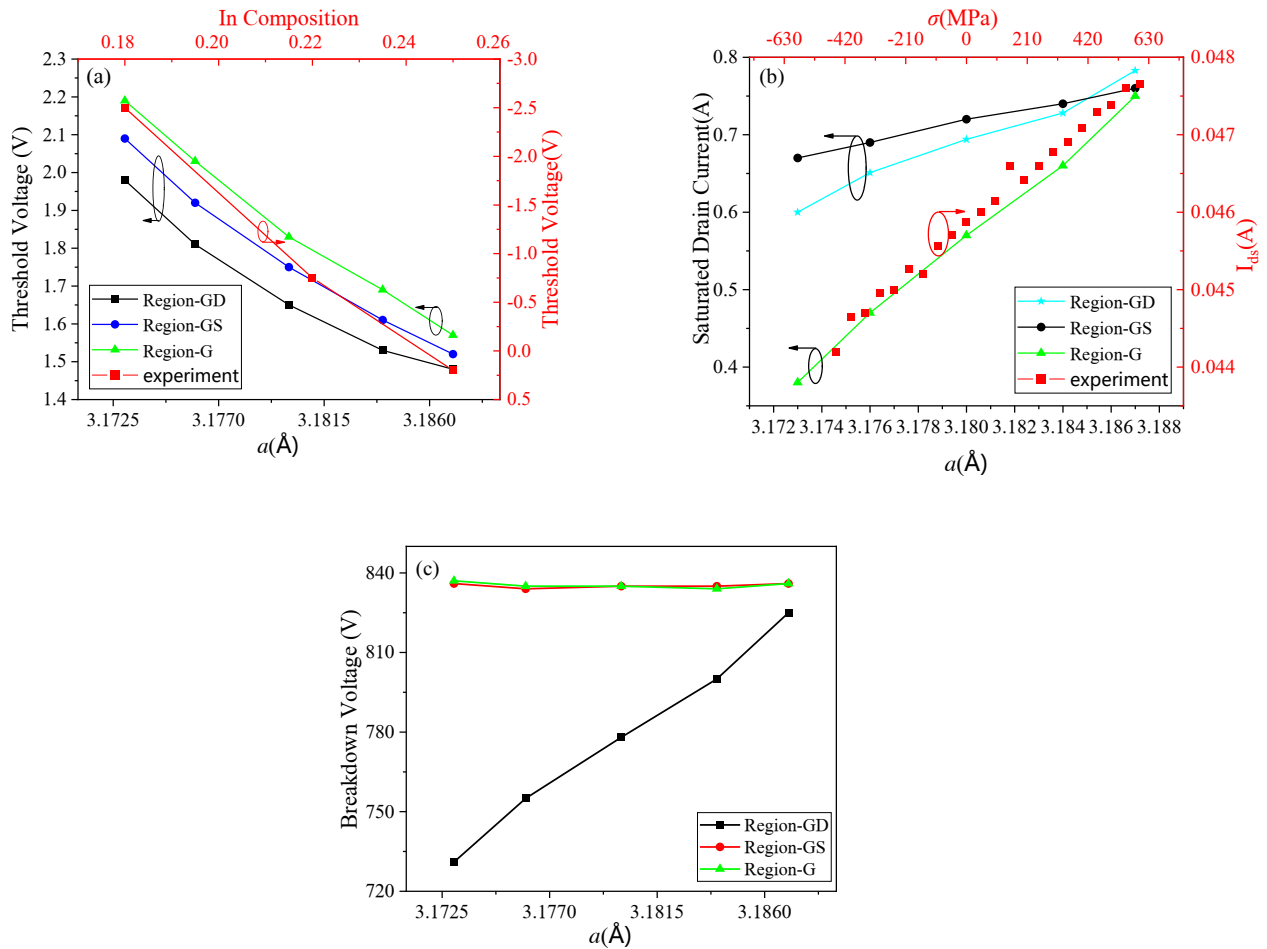 In Composition
0.18 0.20 0.22 0.24 0.26
(a)
Threshold Voltage (V)
2.3
2.2
2.1
2.0
1.9
1.8
1.7
1.6
1.5
1.4
-3.0
-2.5
-2.0
-1.5
-1.0
-0.5
0.0
0.5
Threshold Voltage(V)
Region-GD
Region-GS
Region-G
experiment
3.1725 3.1770 3.1815 3.1860
a(Å)
σ(MPa)
-630 -420 -210 0 210 420 630
(b)
Saturated Drain Current(A)
0.8
0.7
0.6
0.5
0.4
0.048
0.047
0.046
0.045
0.044
I_ds(A)
Region-GD
Region-GS
Region-G
experiment
3.172 3.174 3.176 3.178 3.180 3.182 3.184 3.186 3.188
a(Å)
(c)
Breakdown Voltage (V)
840
810
780
750
720
Region-GD
Region-GS
Region-G
3.1725 3.1770 3.1815 3.1860
a(Å)